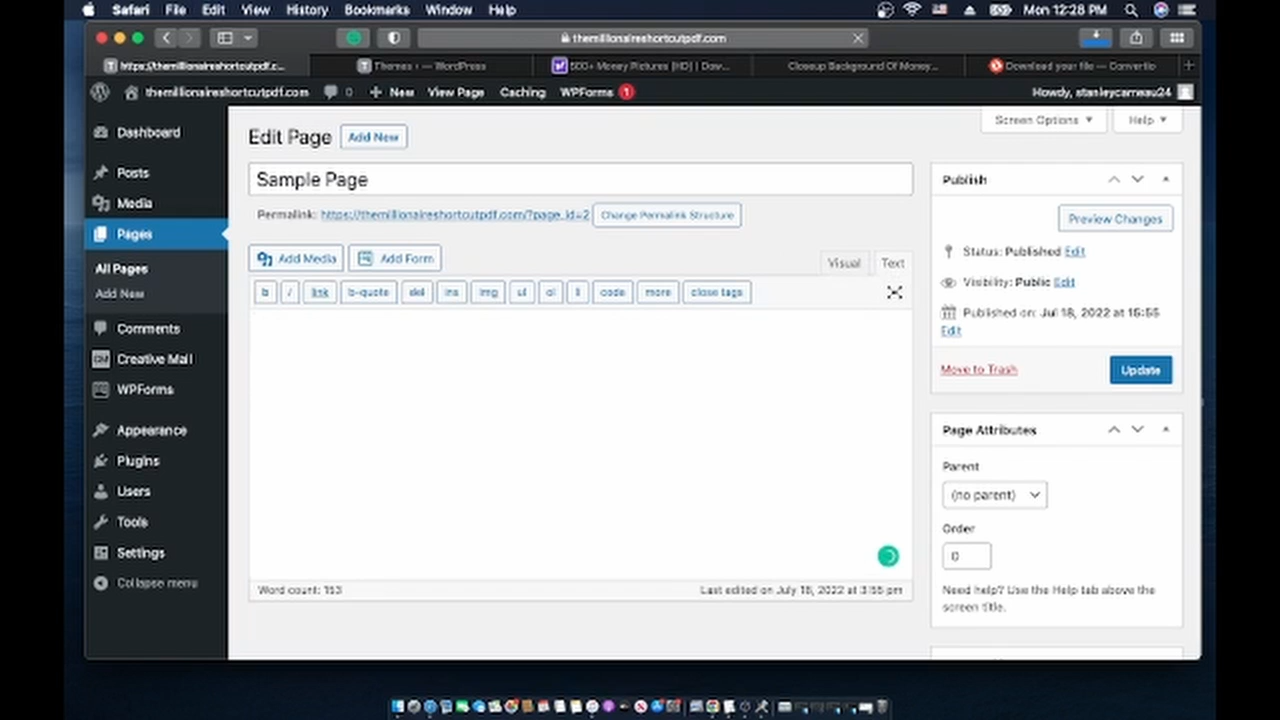 Safari File Edit View History Bookmarks Window Help Mon 12:28 PM
themillionaireshortcutpdf.com
https://themillionaireshortcutpdf.c... Themes ‹ — WordPress 500+ Money Pictures [HD] | Dow... Closeup Background Of Money... Download your file — Convertio
themillionaireshortcutpdf.com 0 + New View Page Caching WPForms 1 Howdy, stanleycarneau24
Screen Options Help
Dashboard
Posts
Media
Pages
All Pages
Add New
Comments
Creative Mail
WPForms
Appearance
Plugins
Users
Tools
Settings
Collapse menu
Edit Page Add New
Sample Page
Permalink: https://themillionaireshortcutpdf.com/?page_id=2 Change Permalink Structure
Add Media Add Form Visual Text
b i link b-quote del ins img ul ol li code more close tags
Word count: 153 Last edited on July 18, 2022 at 3:55 pm
Publish
Preview Changes
Status: Published Edit
Visibility: Public Edit
Published on: Jul 18, 2022 at 15:55
Edit
Move to Trash Update
Page Attributes
Parent
(no parent)
Order
0
Need help? Use the Help tab above the
screen title.